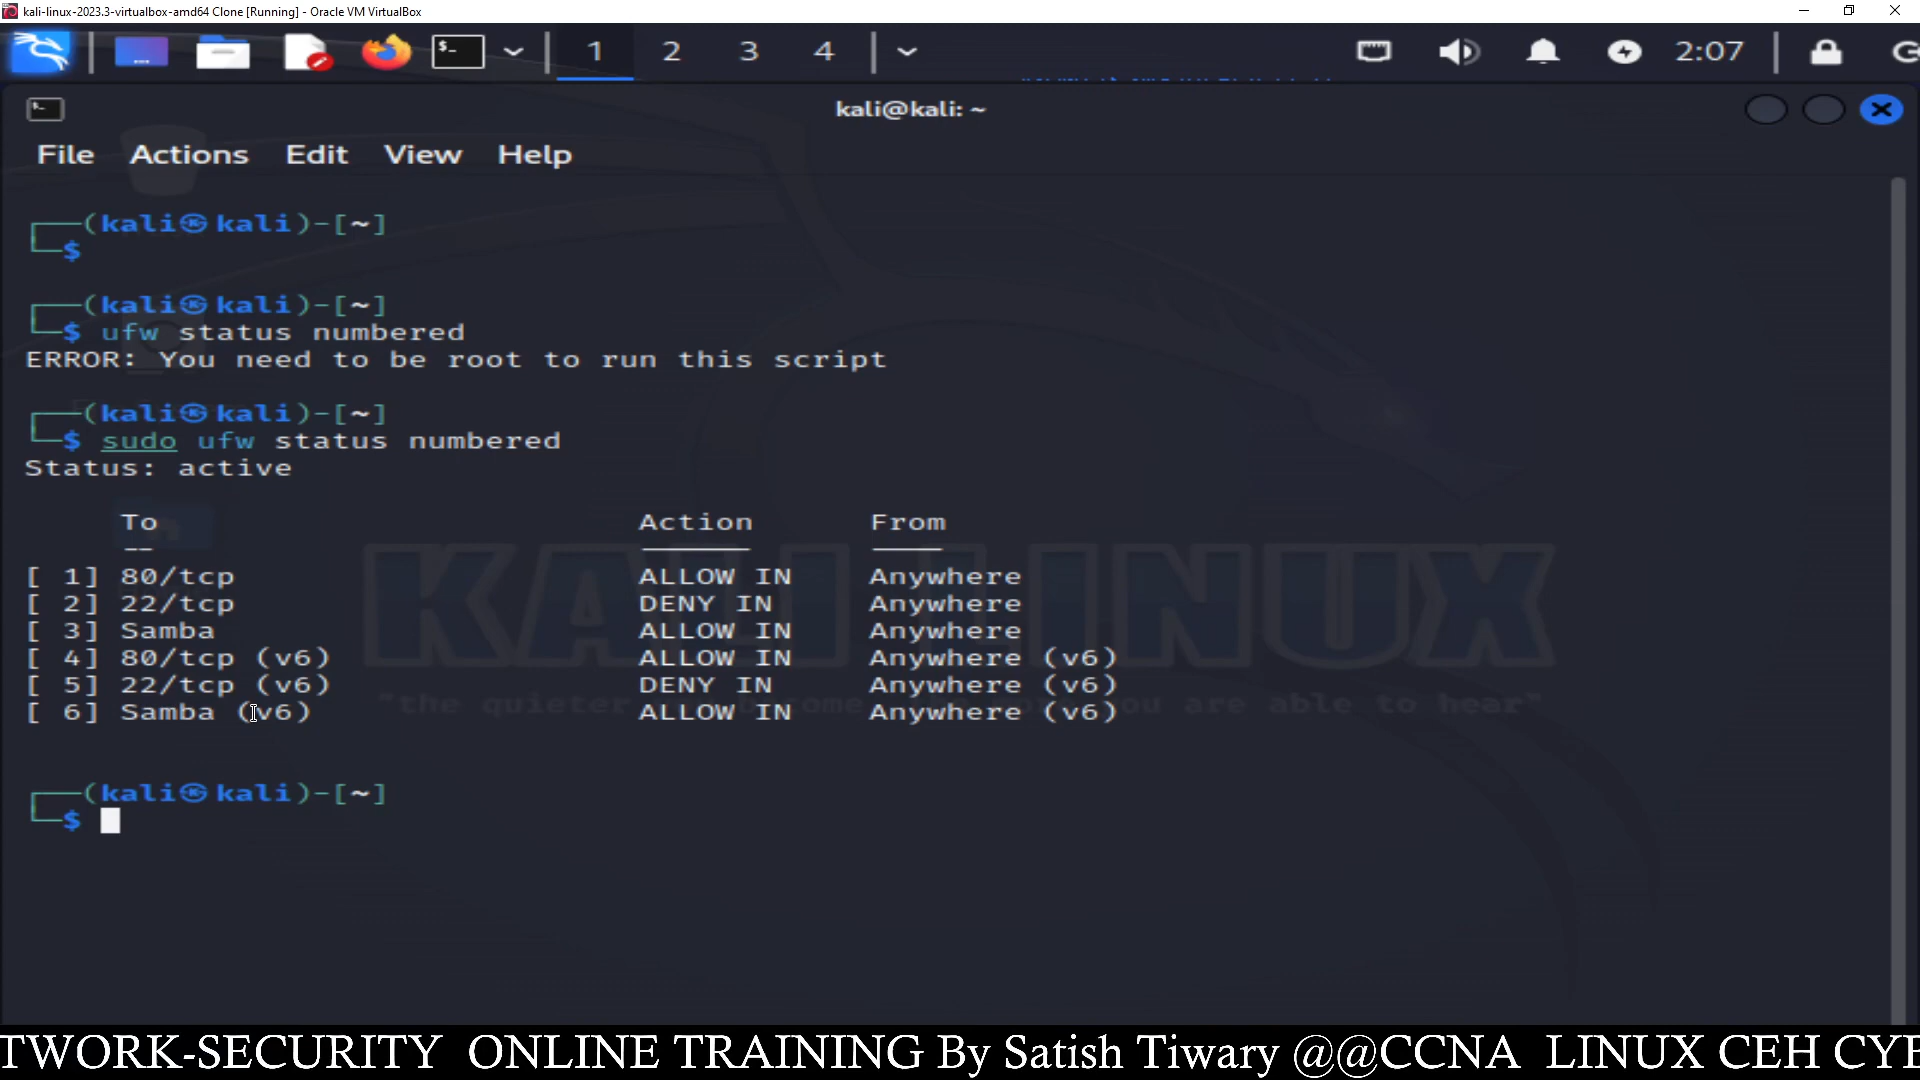 kali-linux-2023.3-virtualbox-amd64 Clone [Running] - Oracle VM VirtualBox
1 2 3 4 2:07
kali@kali: ~
File Actions Edit View Help
(kali㉿kali)-[~]
$
(kali㉿kali)-[~]
$ ufw status numbered
ERROR: You need to be root to run this script
(kali㉿kali)-[~]
$ sudo ufw status numbered
Status: active
To Action From
-- ------ ----
[ 1] 80/tcp ALLOW IN Anywhere
[ 2] 22/tcp DENY IN Anywhere
[ 3] Samba ALLOW IN Anywhere
[ 4] 80/tcp (v6) ALLOW IN Anywhere (v6)
[ 5] 22/tcp (v6) DENY IN Anywhere (v6)
[ 6] Samba (v6) ALLOW IN Anywhere (v6)
KALI LINUX
"the quieter you become, the more you are able to hear"
(kali㉿kali)-[~]
$
TWORK-SECURITY ONLINE TRAINING By Satish Tiwary @@CCNA LINUX CEH CYBE